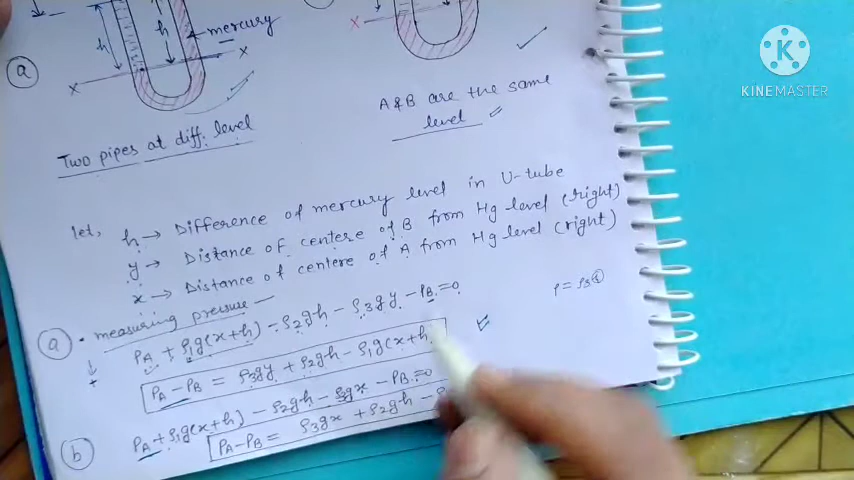 KINEMASTER
h
h
mercury
x
x
x
a
A&B are the same
level
Two pipes at diff. level
let,
h → Difference of mercury level in U-tube
y → Distance of centere of B from Hg level (right)
x → Distance of centere of A from Hg level (right)
a • measuring pressure —
PA + ρ1g(x+h) - ρ2gh - ρ3gy - PB = 0
PA - PB = ρ3gy + ρ2gh - ρ1g(x+h
b PA + ρ1g(x+h) - ρ2gh - ρ3gx - PB = 0
PA - PB = ρ3gx + ρ2gh -